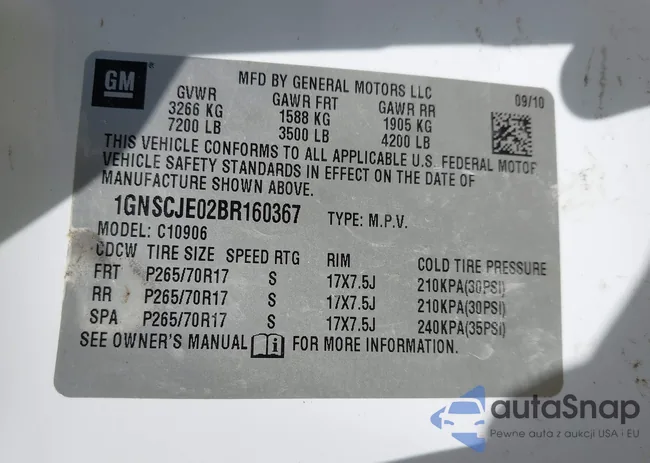 GM
MFD BY GENERAL MOTORS LLC
GVWR GAWR FRT GAWR RR 09/10
3266 KG 1588 KG 1905 KG
7200 LB 3500 LB 4200 LB
THIS VEHICLE CONFORMS TO ALL APPLICABLE U.S. FEDERAL MOTOR
VEHICLE SAFETY STANDARDS IN EFFECT ON THE DATE OF
MANUFACTURE SHOWN ABOVE.
1GNSCJE02BR160367 TYPE: M.P.V.
MODEL: C10906
CDCW TIRE SIZE SPEED RTG RIM COLD TIRE PRESSURE
FRT P265/70R17 S 17X7.5J 210KPA(30PSI)
RR P265/70R17 S 17X7.5J 210KPA(30PSI)
SPA P265/70R17 S 17X7.5J 240KPA(35PSI)
SEE OWNER'S MANUAL FOR MORE INFORMATION.
autaSnap
Pewne auta z aukcji USA i EU